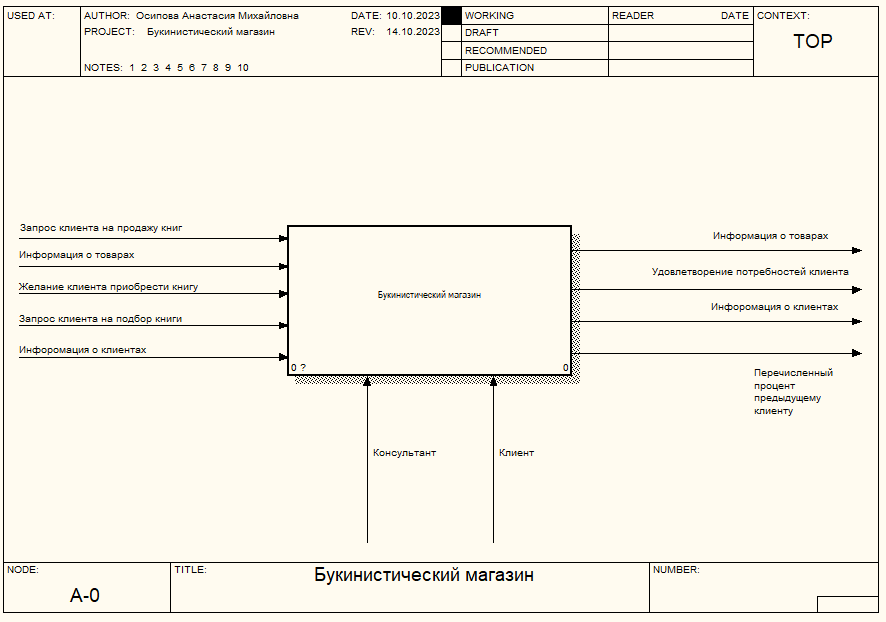 USED AT:
AUTHOR: Осипова Анастасия Михайловна
DATE: 10.10.2023
WORKING
READER DATE
CONTEXT:
PROJECT: Букинистический магазин
REV: 14.10.2023
DRAFT
TOP
RECOMMENDED
NOTES: 1 2 3 4 5 6 7 8 9 10
PUBLICATION
Запрос клиента на продажу книг
Информация о товарах
Желание клиента приобрести книгу
Запрос клиента на подбор книги
Инфоромация о клиентах
Букинистический магазин
0 ?
0
Информация о товарах
Удовлетворение потребностей клиента
Инфоромация о клиентах
Перечисленный
процент
предыдущему
клиенту
Консультант
Клиент
NODE:
A-0
TITLE:
Букинистический магазин
NUMBER: